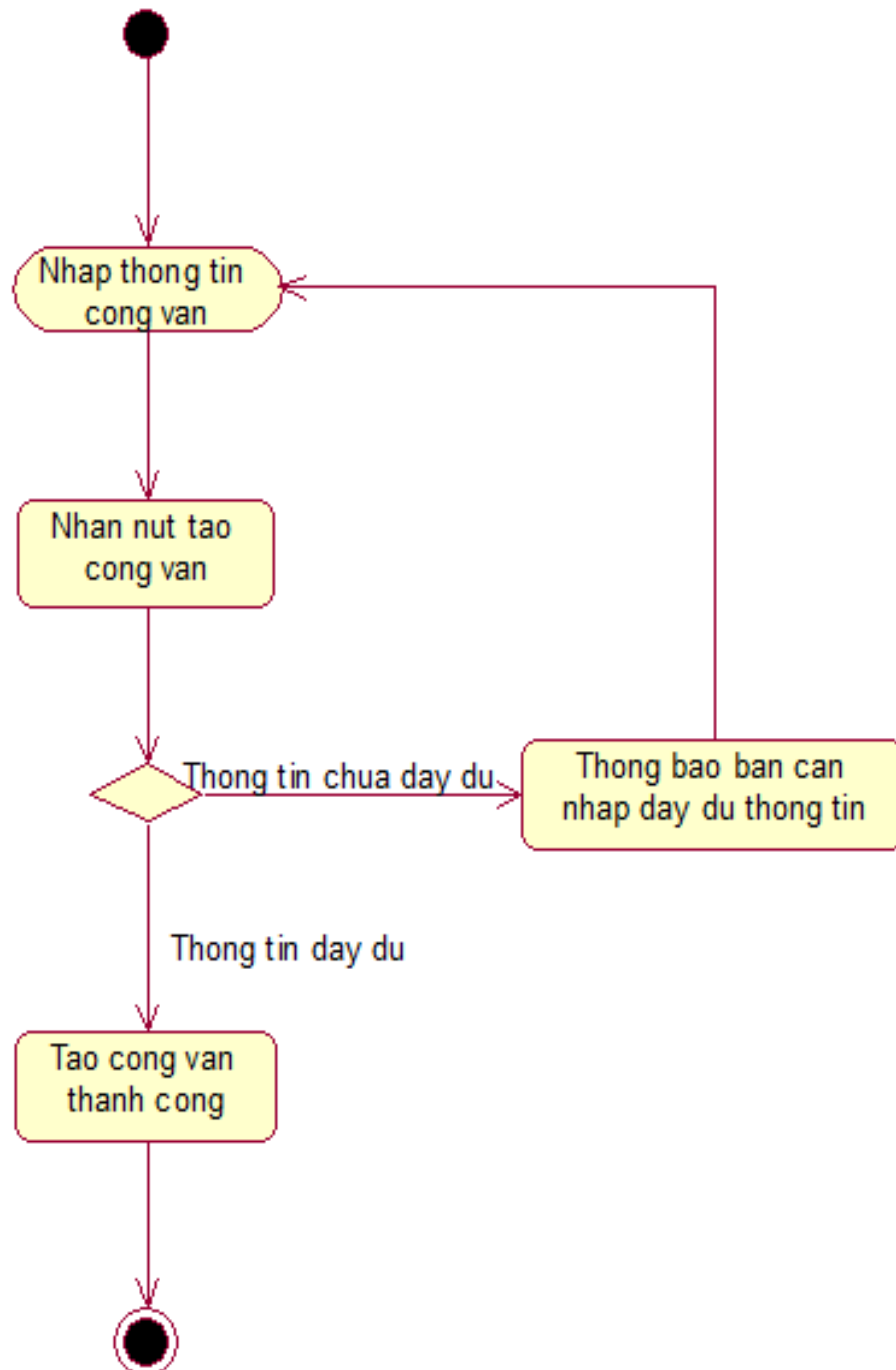 Nhap thong tin
cong van
Nhan nut tao
cong van
Thong tin chua day du
Thong bao ban can
nhap day du thong tin
Thong tin day du
Tao cong van
thanh cong